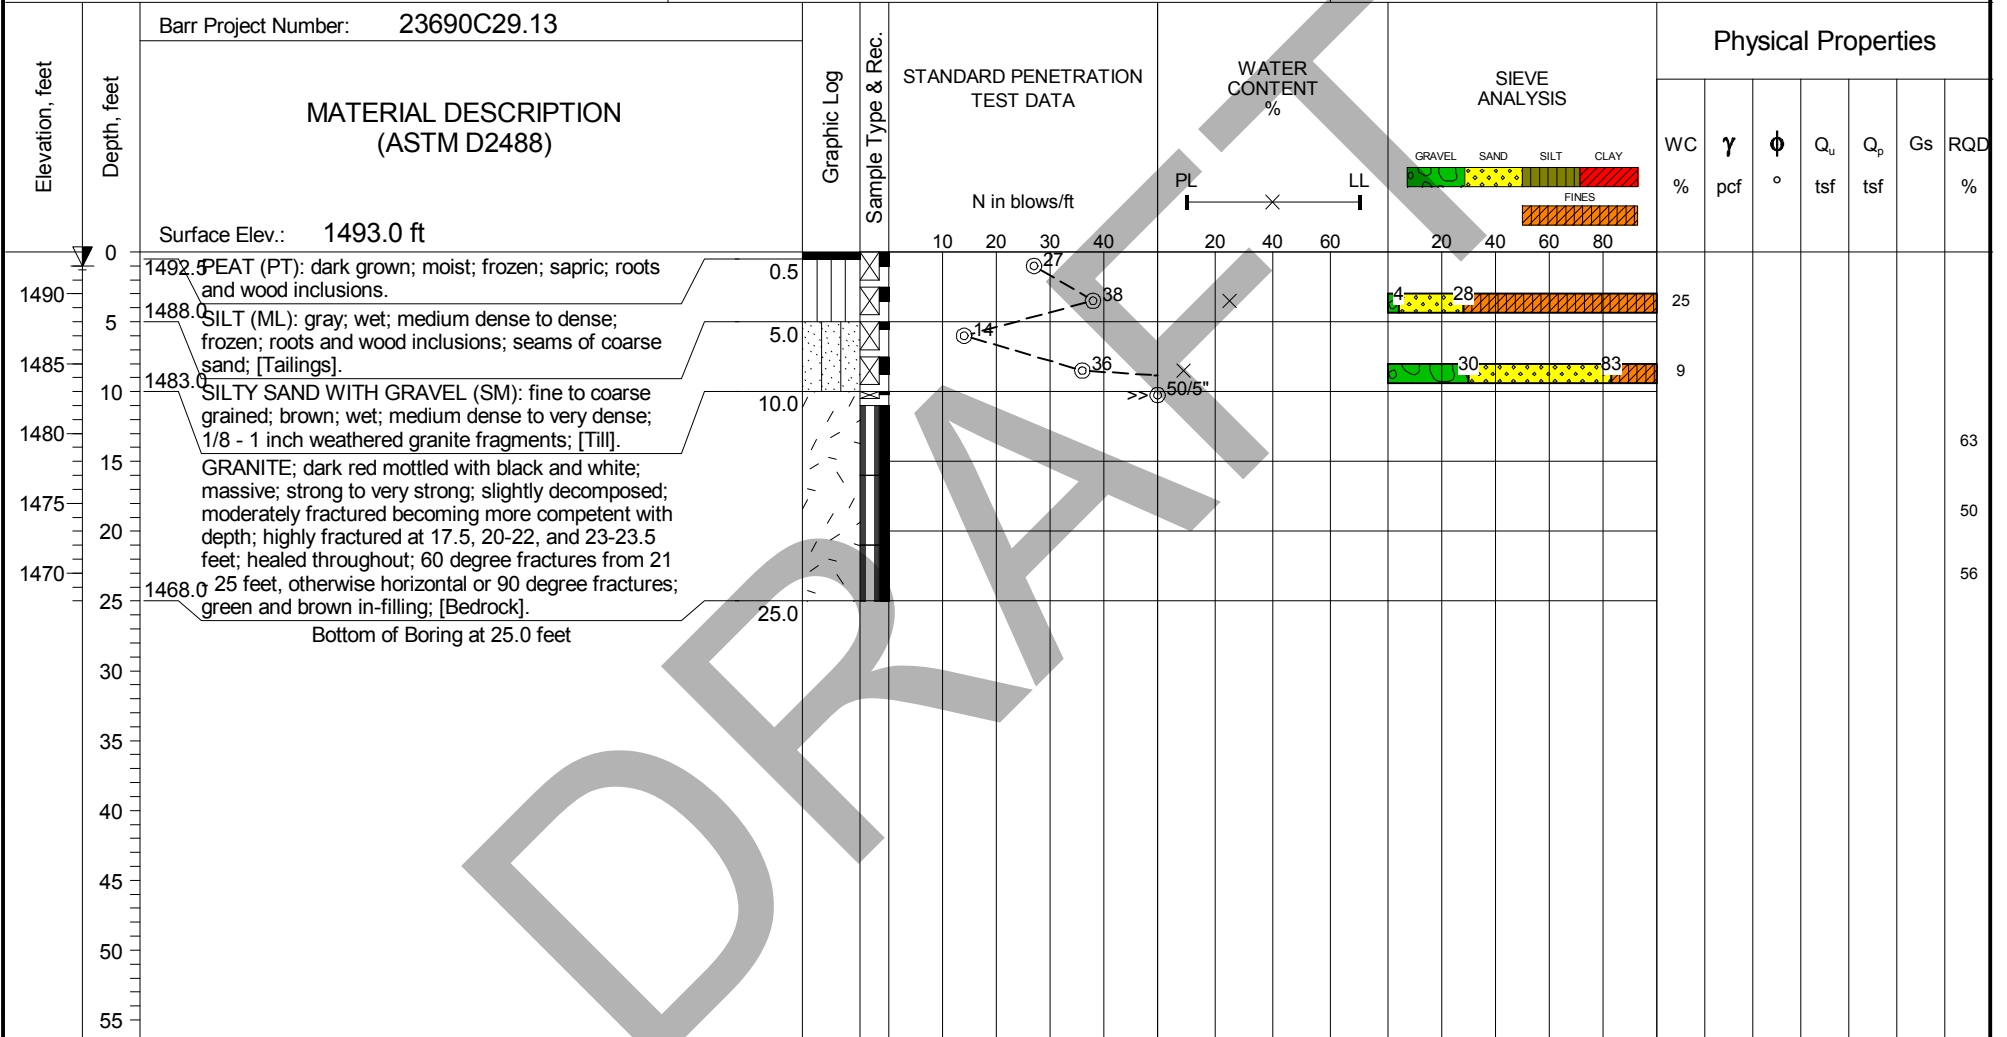 Barr Project Number: 23690C29.13
Elevation, feet
Depth, feet
MATERIAL DESCRIPTION
(ASTM D2488)
Surface Elev.: 1493.0 ft
Graphic Log
Sample Type & Rec.
STANDARD PENETRATION
TEST DATA
N in blows/ft
10 20 30 40
WATER
CONTENT
%
PL LL
20 40 60
SIEVE
ANALYSIS
GRAVEL SAND SILT CLAY
FINES
20 40 60 80
Physical Properties
WC γ ϕ Qu Qp Gs RQD
% pcf ° tsf tsf %
0
1492.5 PEAT (PT): dark grown; moist; frozen; sapric; roots
and wood inclusions.
0.5
27
1490
38
4 28
25
1488.0
5
SILT (ML): gray; wet; medium dense to dense;
frozen; roots and wood inclusions; seams of coarse
sand; [Tailings].
5.0
14
1485
36
30 83
9
1483.0
10
SILTY SAND WITH GRAVEL (SM): fine to coarse
grained; brown; wet; medium dense to very dense;
1/8 - 1 inch weathered granite fragments; [Till].
10.0
>> 50/5"
1480
63
15
GRANITE; dark red mottled with black and white;
massive; strong to very strong; slightly decomposed;
moderately fractured becoming more competent with
depth; highly fractured at 17.5, 20-22, and 23-23.5
feet; healed throughout; 60 degree fractures from 21
- 25 feet, otherwise horizontal or 90 degree fractures;
green and brown in-filling; [Bedrock].
1475
50
20
1470
56
1468.0
25
25.0
Bottom of Boring at 25.0 feet
30
35
40
45
50
55
DRAFT